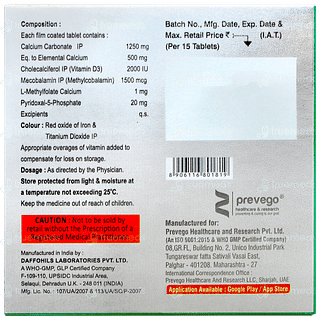 Composition :
Each film coated tablet contains :
Calcium Carbonate IP 1250 mg
Eq. to Elemental Calcium 500 mg
Cholecalciferol IP (Vitamin D3) 2000 IU
Mecobalamin IP (Methylcobalamin) 1500 mcg
L-Methylfolate Calcium 1 mg
Pyridoxal-5-Phosphate 20 mg
Excipients q.s.
Colour : Red oxide of Iron &
Titanium Dioxide IP
Appropriate overages of vitamin added to
compensate for loss on storage.
Dosage : As directed by the Physician.
Store protected from light & moisture at
a temperature not exceeding 25°C.
Keep the medicine out of reach of children.
CAUTION : Not to be sold by
retail without the Prescription of a
Registered Medical Practitioner.
Manufactured in India by :
DAFFOHILS LABORATORIES PVT. LTD.
A WHO-GMP, GLP Certified Company
F-109-110, UPSIDC Industrial Area,
Selaqui, Dehradun U.K. - 248 011 (INDIA)
Mfg. Lic. No. : 107/UA/2007 & 113/UA/SC/P-2007
Batch No., Mfg. Date, Exp. Date &
Max. Retail Price ₹ (I.A.T.)
(Per 15 Tablets)
8906116801819
prevego
healthcare & research
Manufactured for:
Prevego Healthcare and Research Pvt. Ltd.
(An ISO 9001:2015 & WHO GMP Certified Company)
08,GR.FLR.
Tungareswar fatta Sativali Vasai East,
Palghar - 401208. Maharashtra - 27
International Correspondence Office :
Prevego Healthcare and Research LLC, Sharjah, UAE
Application Available : Google Play / App Store